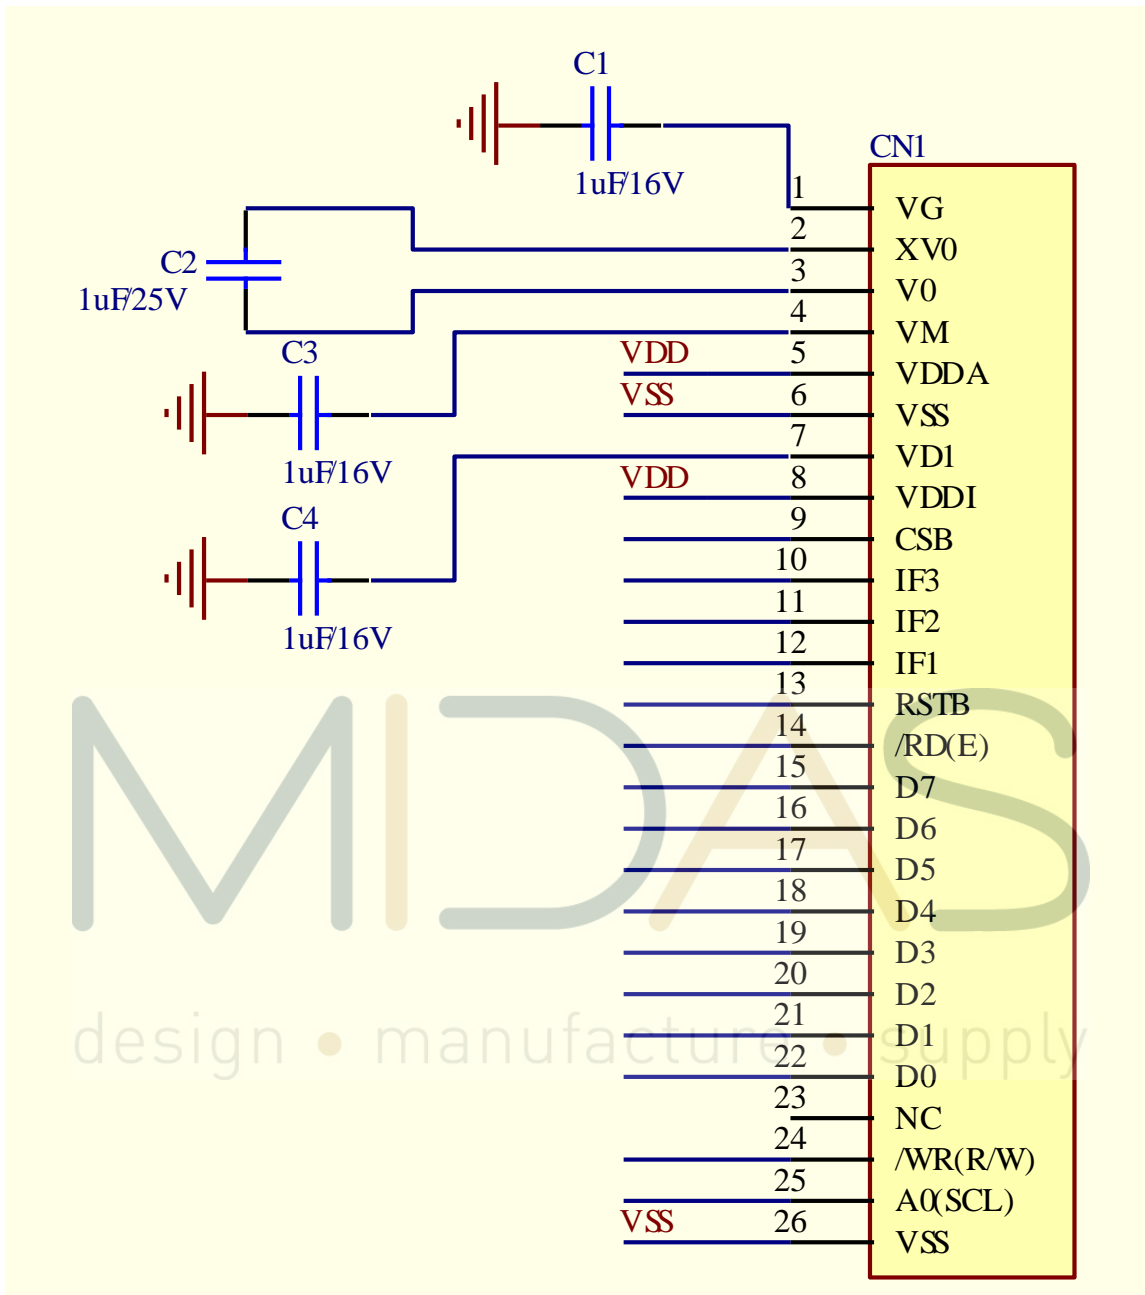 C1
1uF/16V
CN1
1 VG
2 XV0
C2
1uF/25V
3 V0
4 VM
C3
1uF/16V
VDD 5 VDDA
VSS 6 VSS
7 VD1
VDD 8 VDDI
C4
1uF/16V
9 CSB
10 IF3
11 IF2
12 IF1
13 RSTB
14 /RD(E)
15 D7
16 D6
17 D5
18 D4
19 D3
20 D2
21 D1
22 D0
MIDAS
design • manufacture • supply
23 NC
24 /WR(R/W)
25 A0(SCL)
VSS 26 VSS